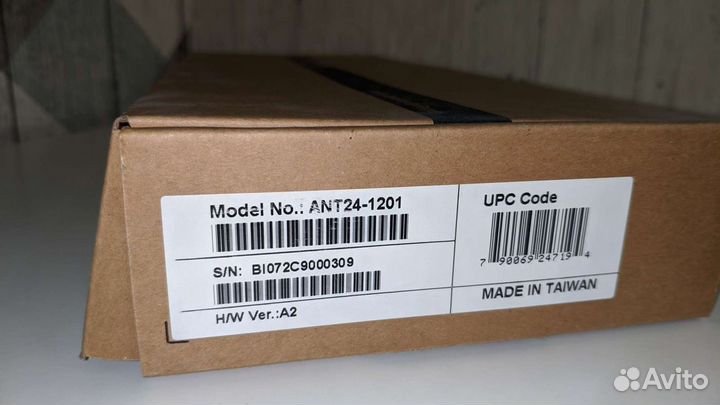 Model No.: ANT24-1201
S/N: BI072C9000309
H/W Ver.:A2
UPC Code
7 90069 24719 4
MADE IN TAIWAN
Avito